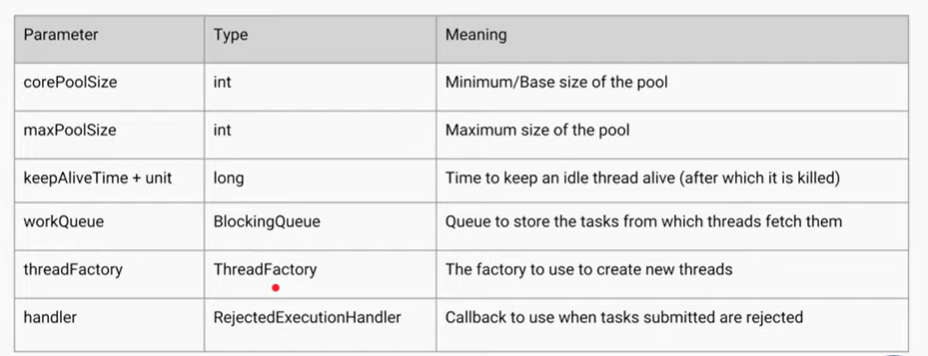 Parameter Type Meaning
corePoolSize int Minimum/Base size of the pool
maxPoolSize int Maximum size of the pool
keepAliveTime + unit long Time to keep an idle thread alive (after which it is killed)
workQueue BlockingQueue Queue to store the tasks from which threads fetch them
threadFactory ThreadFactory The factory to use to create new threads
handler RejectedExecutionHandler Callback to use when tasks submitted are rejected